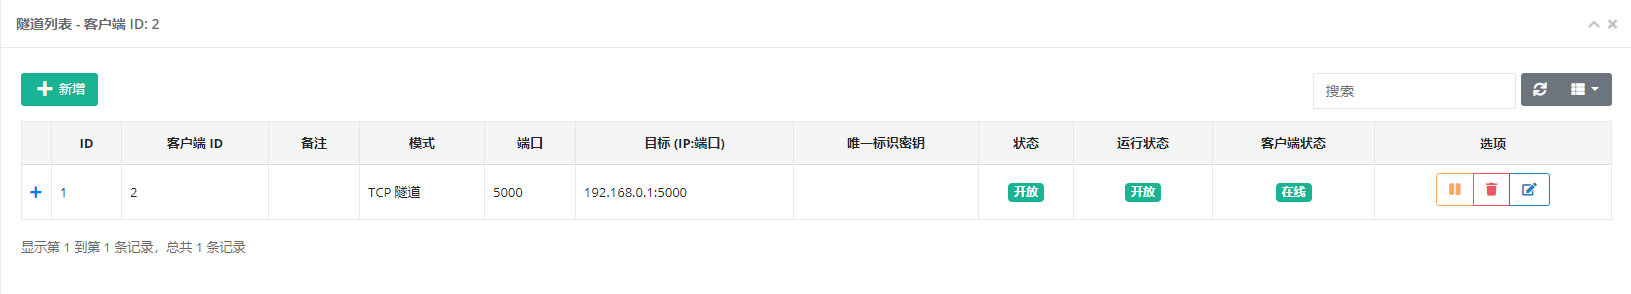 隧道列表 - 客户端 ID: 2
新增
搜索
ID 客户端 ID 备注 模式 端口 目标 (IP:端口) 唯一标识密钥 状态 运行状态 客户端状态 选项
1 2 TCP 隧道 5000 192.168.0.1:5000 开放 开放 在线
显示第 1 到第 1 条记录，总共 1 条记录